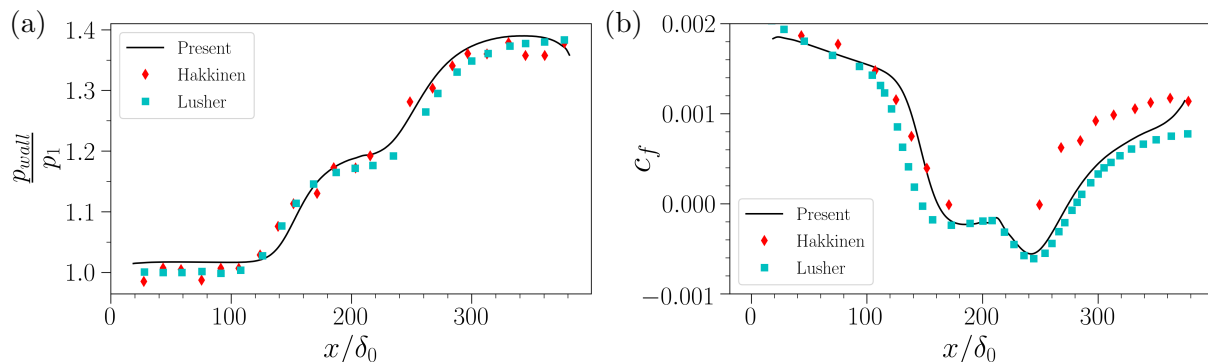 (a)
1.4
1.3
1.2
1.1
1.0
p_wall
p_1
Present
Hakkinen
Lusher
0 100 200 300
x/δ_0
(b)
0.002
0.001
0.000
−0.001
c_f
Present
Hakkinen
Lusher
0 100 200 300
x/δ_0